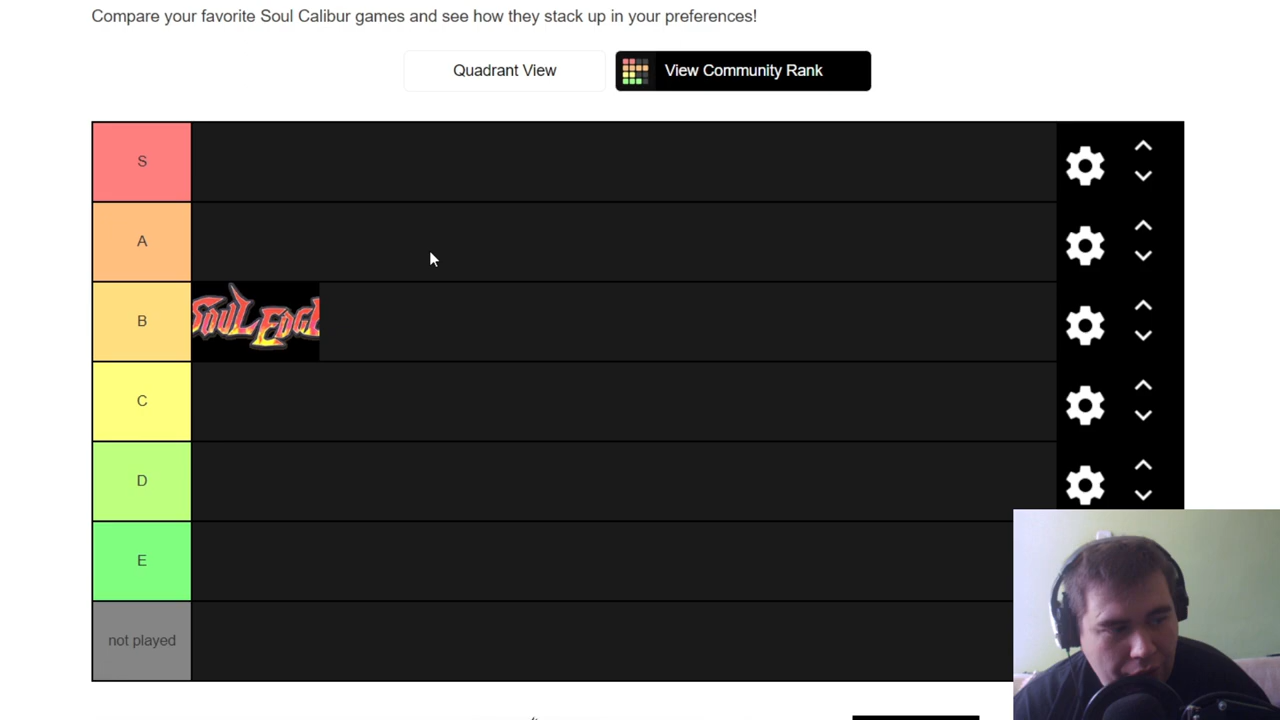 Compare your favorite Soul Calibur games and see how they stack up in your preferences!
Quadrant View
View Community Rank
S
A
B
SOUL EDGE
C
D
E
not played